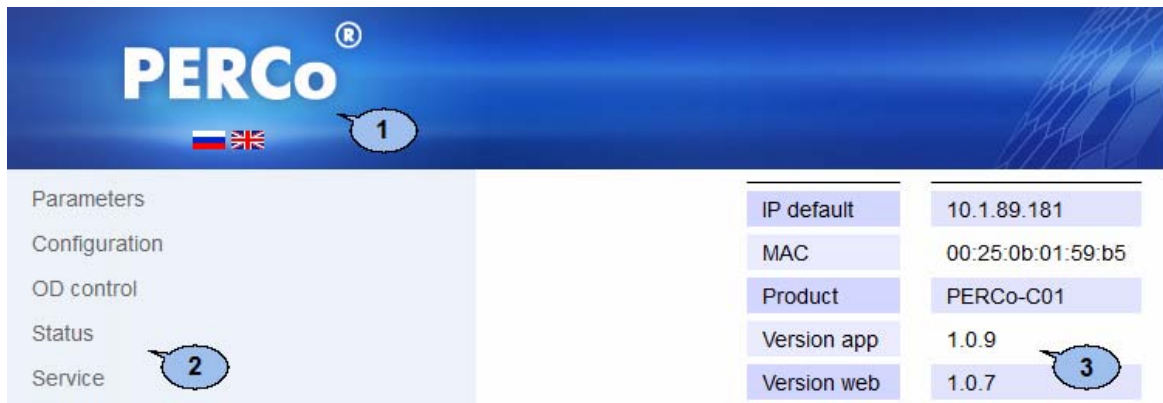 PERCo®
1
Parameters
Configuration
OD control
Status
Service
2
IP default 10.1.89.181
MAC 00:25:0b:01:59:b5
Product PERCo-C01
Version app 1.0.9
Version web 1.0.7
3